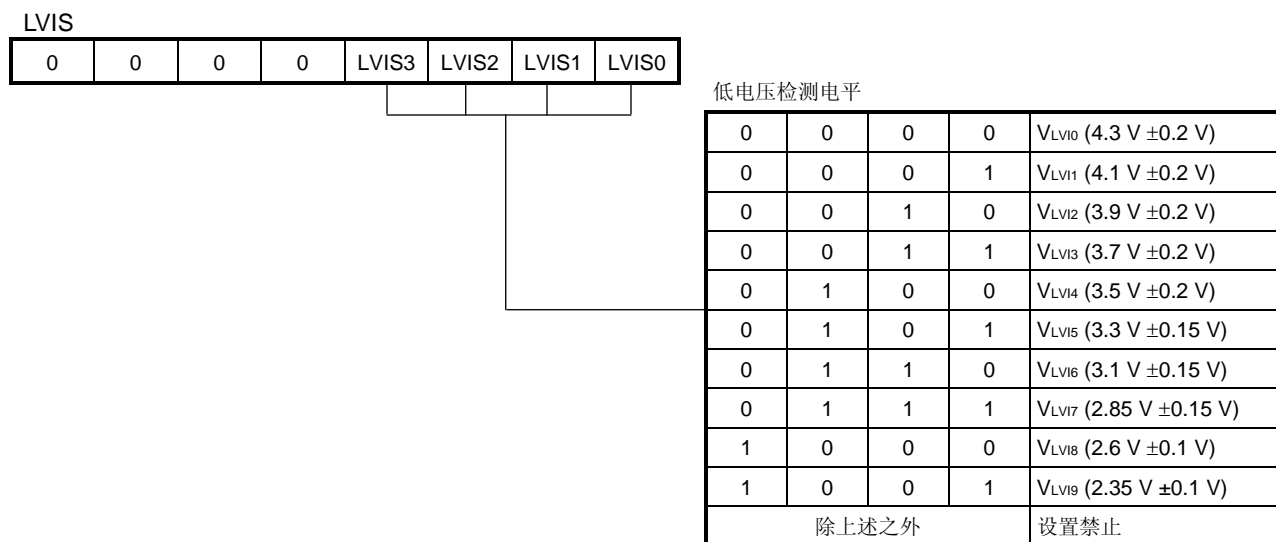 LVIS
0 0 0 0 LVIS3 LVIS2 LVIS1 LVIS0
低电压检测电平
0 0 0 0 VLVI0 (4.3 V ±0.2 V)
0 0 0 1 VLVI1 (4.1 V ±0.2 V)
0 0 1 0 VLVI2 (3.9 V ±0.2 V)
0 0 1 1 VLVI3 (3.7 V ±0.2 V)
0 1 0 0 VLVI4 (3.5 V ±0.2 V)
0 1 0 1 VLVI5 (3.3 V ±0.15 V)
0 1 1 0 VLVI6 (3.1 V ±0.15 V)
0 1 1 1 VLVI7 (2.85 V ±0.15 V)
1 0 0 0 VLVI8 (2.6 V ±0.1 V)
1 0 0 1 VLVI9 (2.35 V ±0.1 V)
除上述之外 设置禁止